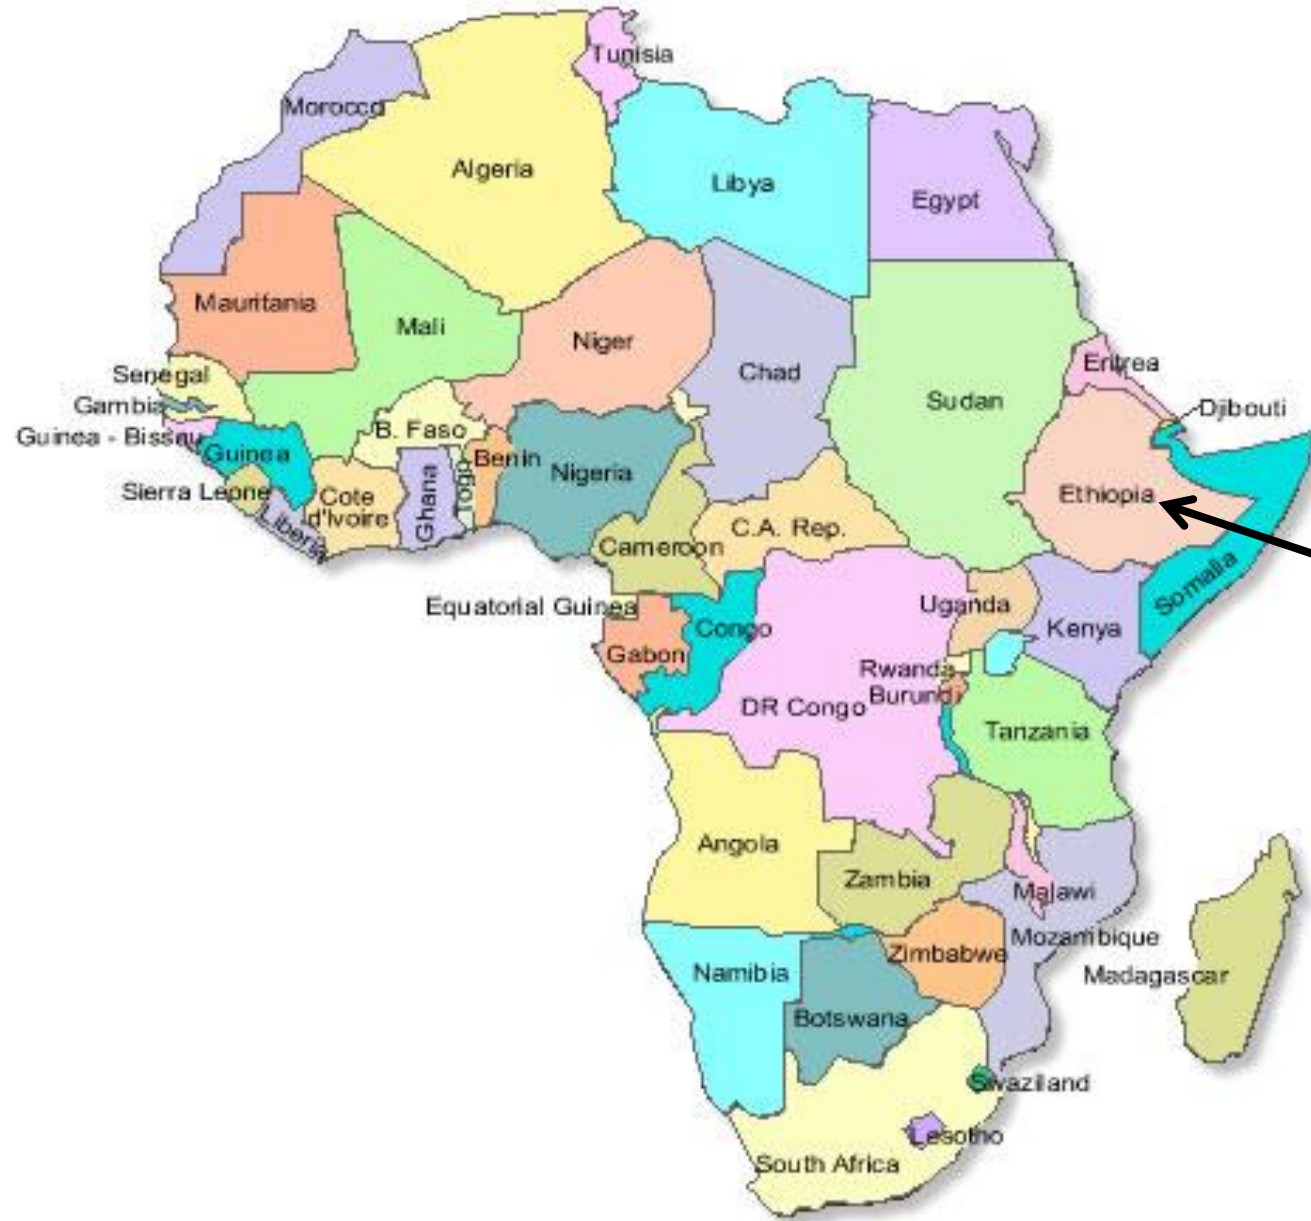 Tunisia
Morocco
Algeria
Libya
Egypt
Mauritania
Mali
Niger
Chad
Sudan
Eritrea
Senegal
Gambia
Djibouti
Guinea - Bissau
Guinea
B. Faso
Benin
Togo
Ghana
Nigeria
Ethiopia
Sierra Leone
Cote
d'Ivoire
Liberia
Cameroon
C.A. Rep.
Somalia
Equatorial Guinea
Uganda
Kenya
Congo
Gabon
Rwanda
Burundi
DR Congo
Tanzania
Angola
Zambia
Malawi
Mozambique
Zimbabwe
Madagascar
Namibia
Botswana
Swaziland
Lesotho
South Africa